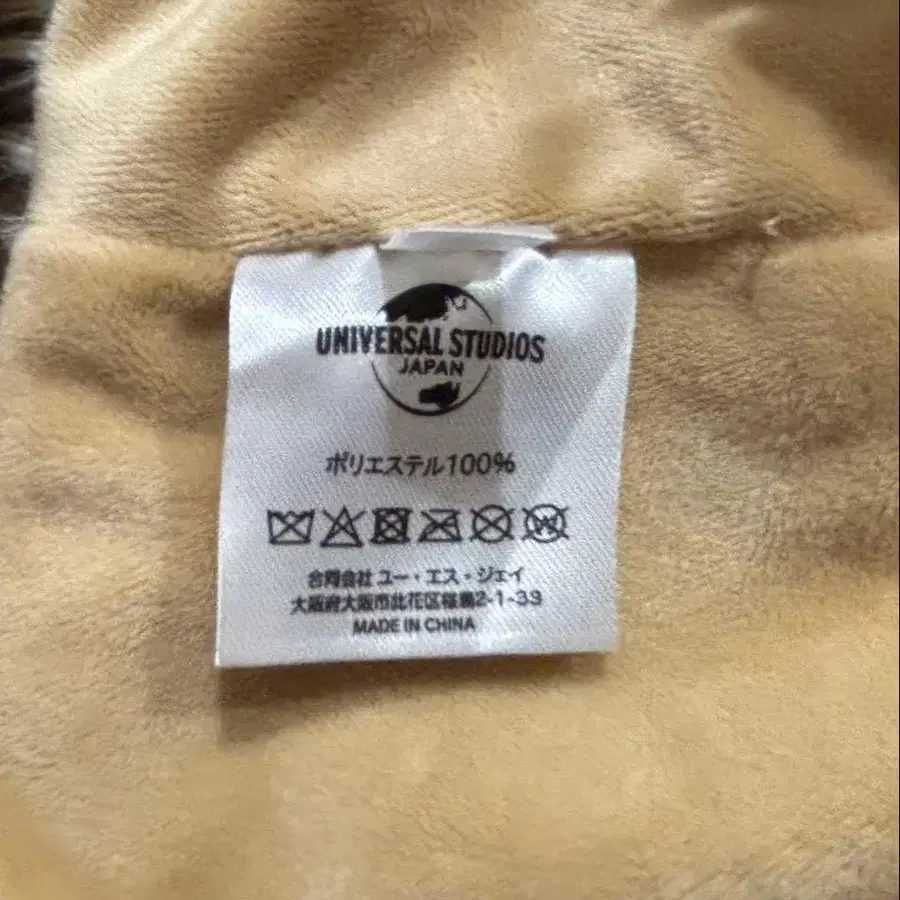 UNIVERSAL STUDIOS
JAPAN
ポリエステル100%
W
合同会社 ユー・エス・ジェイ
大阪府大阪市此花区桜島2-1-33
MADE IN CHINA